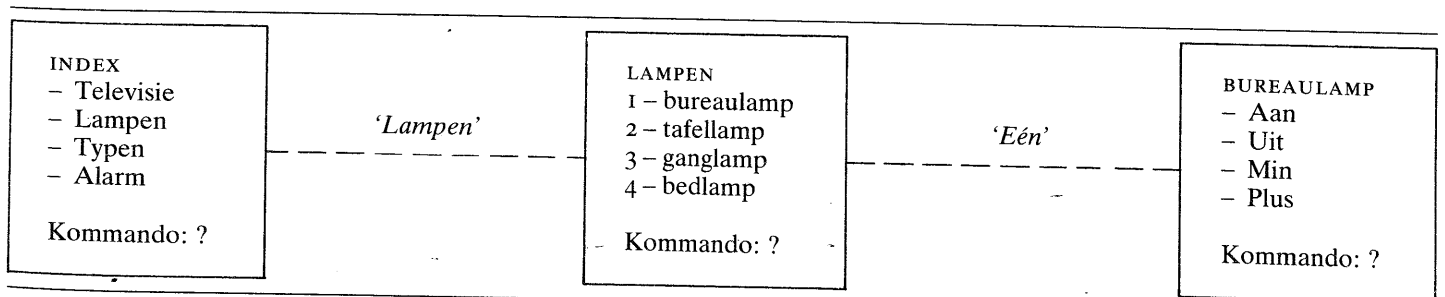 INDEX
– Televisie
– Lampen
– Typen
– Alarm
Kommando: ?
‘Lampen’
LAMPEN
1 – bureaulamp
2 – tafellamp
3 – ganglamp
4 – bedlamp
Kommando: ?
‘Eén’
BUREAULAMP
– Aan
– Uit
– Min
– Plus
Kommando: ?